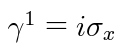 γ¹ = iσₓ